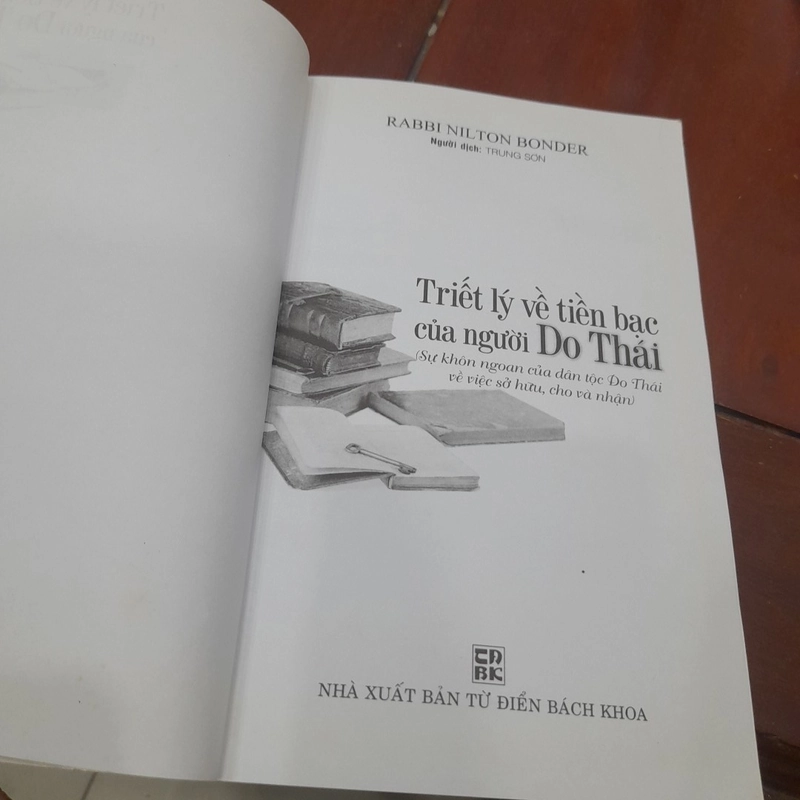 RABBI NILTON BONDER
Người dịch: TRUNG SƠN
Triết lý về tiền bạc
của người Do Thái
(Sự khôn ngoan của dân tộc Do Thái
về việc sở hữu, cho và nhận)
BK
NHÀ XUẤT BẢN TỪ ĐIỂN BÁCH KHOA